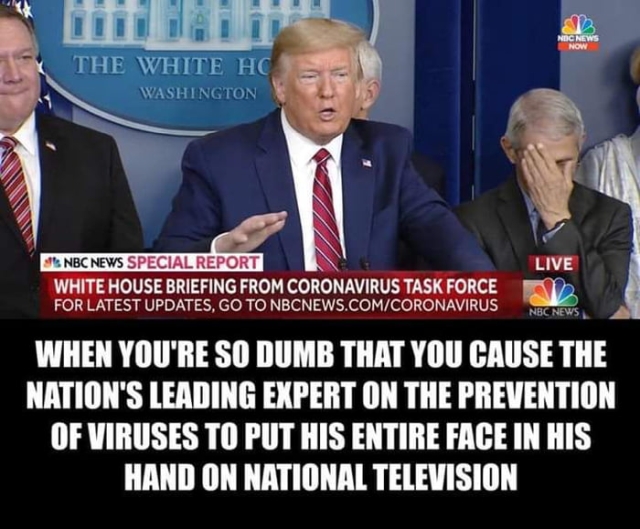 NBC NEWS
NOW
THE WHITE HO
WASHINGTON
NBC NEWS SPECIAL REPORT
LIVE
WHITE HOUSE BRIEFING FROM CORONAVIRUS TASK FORCE
FOR LATEST UPDATES, GO TO NBCNEWS.COM/CORONAVIRUS
NBC NEWS
WHEN YOU'RE SO DUMB THAT YOU CAUSE THE
NATION'S LEADING EXPERT ON THE PREVENTION
OF VIRUSES TO PUT HIS ENTIRE FACE IN HIS
HAND ON NATIONAL TELEVISION